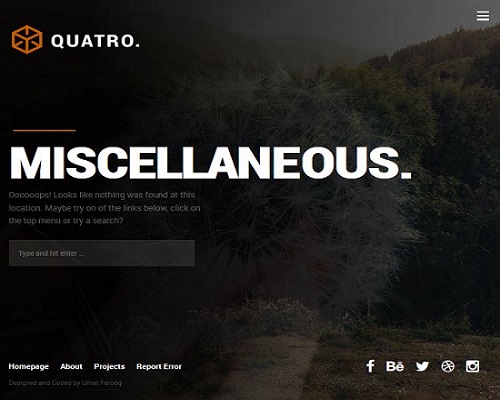 QUATRO.
MISCELLANEOUS.
Oooooops! Looks like nothing was found at this
location. Maybe try on of the links below, click on
the top menu or try a search?
Type and hit enter ...
Homepage About Projects Report Error
Bē
Designed and Coded by Umar Farooq